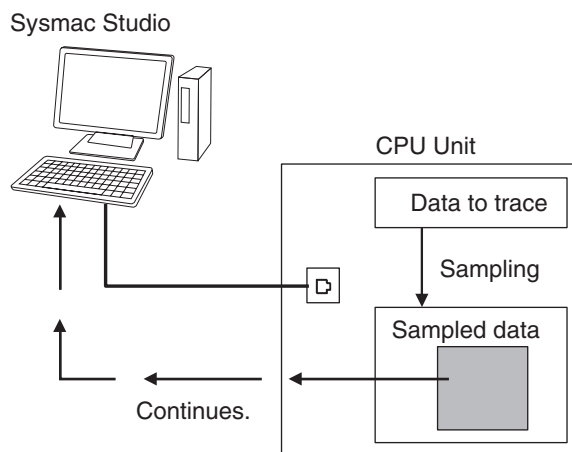 Sysmac Studio
CPU Unit
Data to trace
Sampling
Sampled data
Continues.